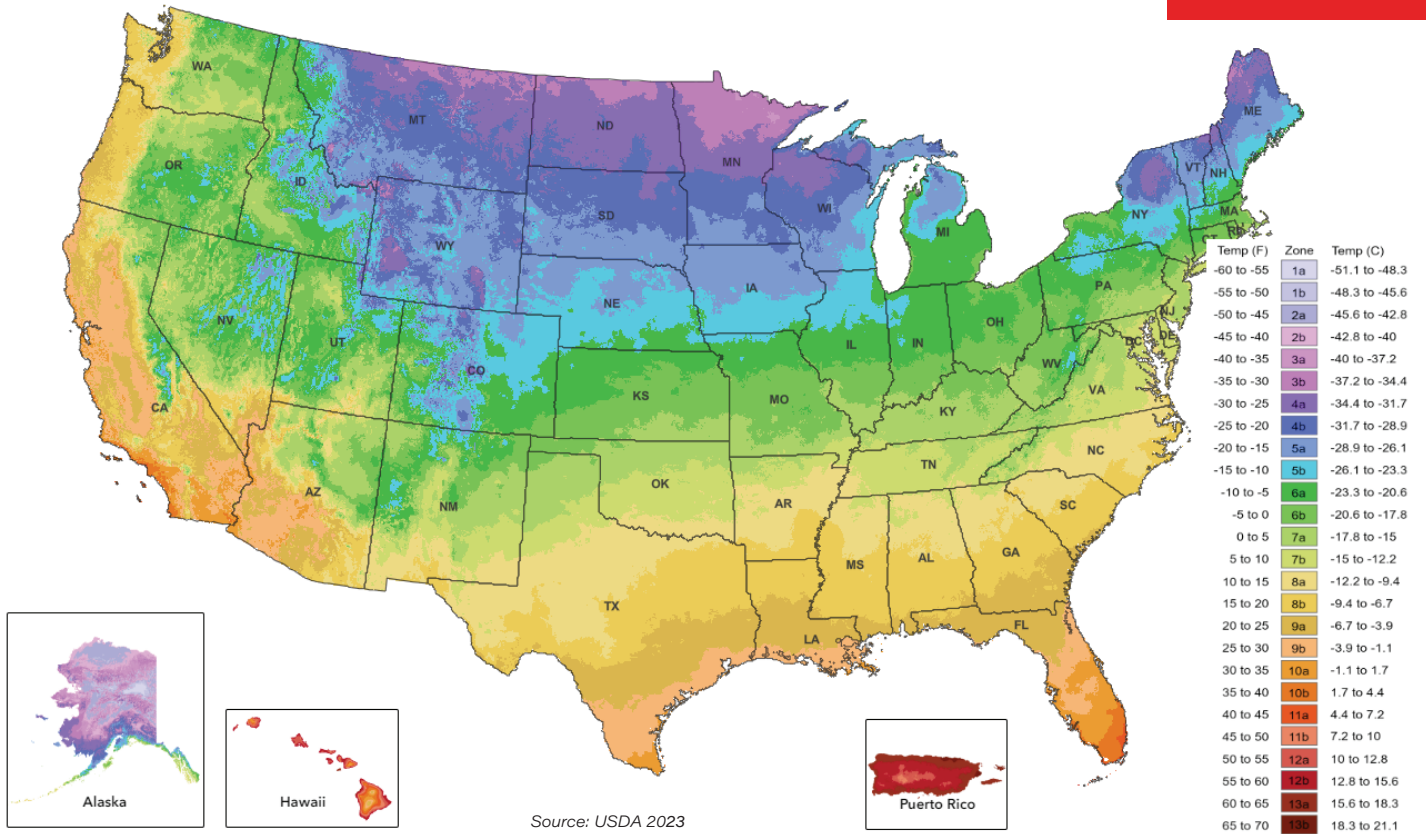 WA
MT
ND
MN
ME
VT
NH
OR
ID
WI
SD
NY
MA
RI
CT
MI
WY
IA
NE
PA
NV
UT
OH
NJ
IL
IN
DE
DC
CO
WV
VA
KS
MO
KY
CA
NC
TN
OK
AZ
AR
NM
SC
GA
MS
AL
TX
FL
LA
Temp (F) Zone Temp (C)
-60 to -55 1a -51.1 to -48.3
-55 to -50 1b -48.3 to -45.6
-50 to -45 2a -45.6 to -42.8
-45 to -40 2b -42.8 to -40
-40 to -35 3a -40 to -37.2
-35 to -30 3b -37.2 to -34.4
-30 to -25 4a -34.4 to -31.7
-25 to -20 4b -31.7 to -28.9
-20 to -15 5a -28.9 to -26.1
-15 to -10 5b -26.1 to -23.3
-10 to -5 6a -23.3 to -20.6
-5 to 0 6b -20.6 to -17.8
0 to 5 7a -17.8 to -15
5 to 10 7b -15 to -12.2
10 to 15 8a -12.2 to -9.4
15 to 20 8b -9.4 to -6.7
20 to 25 9a -6.7 to -3.9
25 to 30 9b -3.9 to -1.1
30 to 35 10a -1.1 to 1.7
35 to 40 10b 1.7 to 4.4
40 to 45 11a 4.4 to 7.2
45 to 50 11b 7.2 to 10
50 to 55 12a 10 to 12.8
55 to 60 12b 12.8 to 15.6
60 to 65 13a 15.6 to 18.3
65 to 70 13b 18.3 to 21.1
Alaska
Hawaii
Puerto Rico
Source: USDA 2023